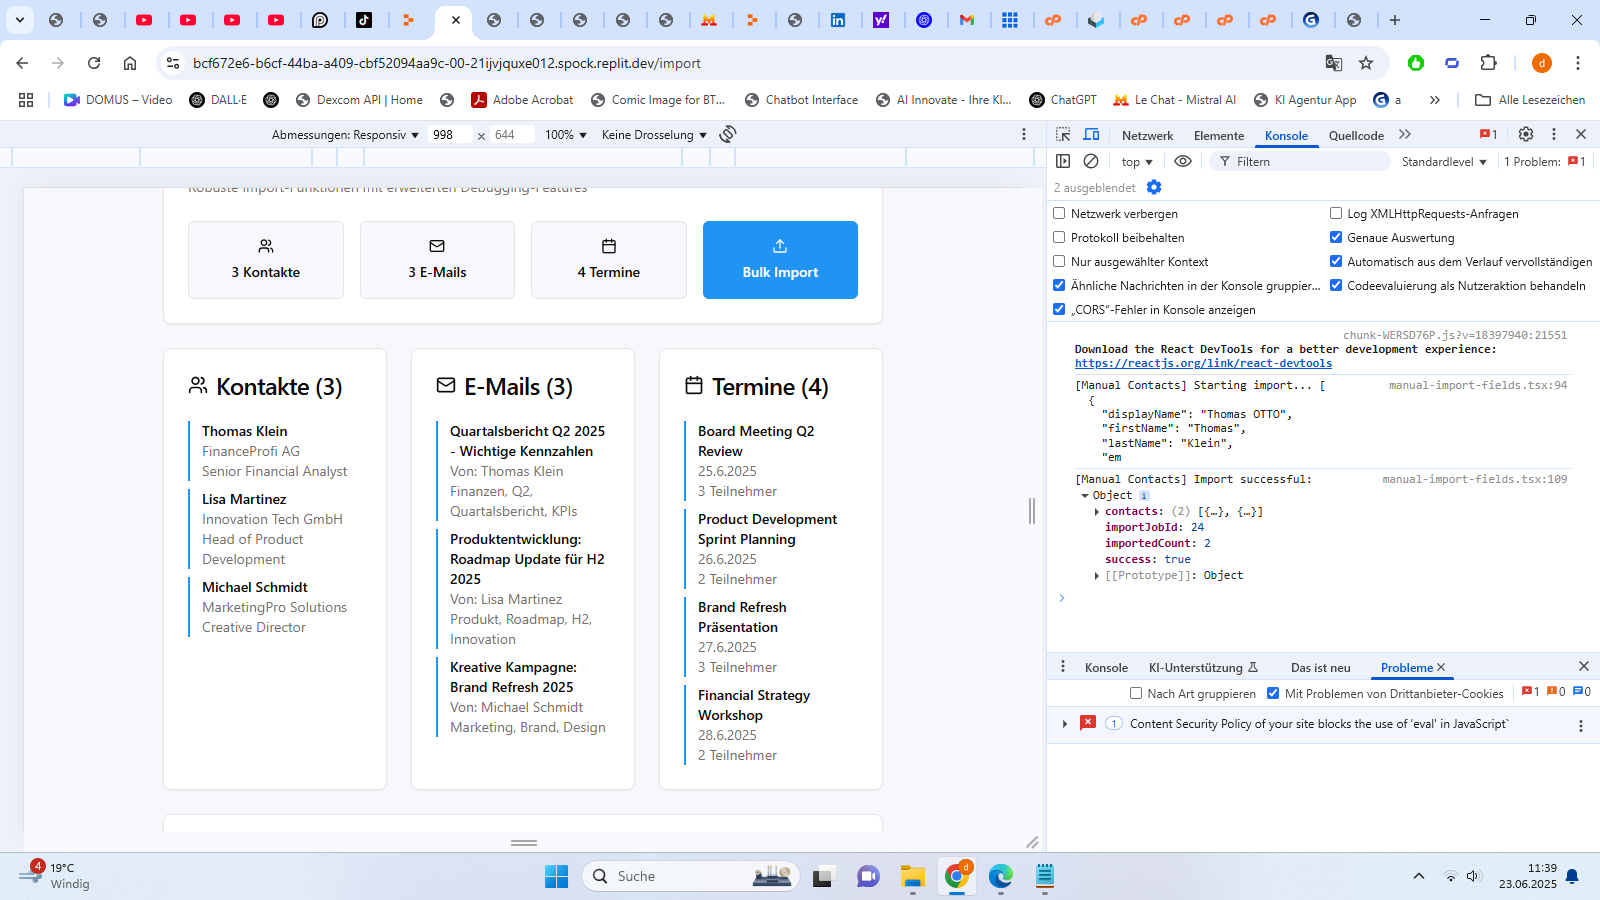 bcf672e6-b6cf-44ba-a409-cbf52094aa9c-00-21ijvjquxe012.spock.replit.dev/import
d
DOMUS – Video
DALL·E
Dexcom API | Home
Adobe Acrobat
Comic Image for BT...
Chatbot Interface
AI Innovate - Ihre KI...
ChatGPT
Le Chat - Mistral AI
KI Agentur App
a
Alle Lesezeichen
Abmessungen: Responsiv 998 × 644 100% Keine Drosselung
Robuste Import-Funktionen mit erweiterten Debugging-Features
3 Kontakte
3 E-Mails
4 Termine
Bulk Import
Kontakte (3)
Thomas Klein
FinanceProfi AG
Senior Financial Analyst
Lisa Martinez
Innovation Tech GmbH
Head of Product
Development
Michael Schmidt
MarketingPro Solutions
Creative Director
E-Mails (3)
Quartalsbericht Q2 2025
- Wichtige Kennzahlen
Von: Thomas Klein
Finanzen, Q2,
Quartalsbericht, KPIs
Produktentwicklung:
Roadmap Update für H2
2025
Von: Lisa Martinez
Produkt, Roadmap, H2,
Innovation
Kreative Kampagne:
Brand Refresh 2025
Von: Michael Schmidt
Marketing, Brand, Design
Termine (4)
Board Meeting Q2
Review
25.6.2025
3 Teilnehmer
Product Development
Sprint Planning
26.6.2025
2 Teilnehmer
Brand Refresh
Präsentation
27.6.2025
3 Teilnehmer
Financial Strategy
Workshop
28.6.2025
2 Teilnehmer
Netzwerk Elemente Konsole Quellcode 1
top Filtern Standardlevel 1 Problem: 1
2 ausgeblendet
Netzwerk verbergen
Log XMLHttpRequests-Anfragen
Protokoll beibehalten
Genaue Auswertung
Nur ausgewählter Kontext
Automatisch aus dem Verlauf vervollständigen
Ähnliche Nachrichten in der Konsole gruppier...
Codeevaluierung als Nutzeraktion behandeln
„CORS“-Fehler in Konsole anzeigen
chunk-WERSD76P.js?v=18397940:21551
Download the React DevTools for a better development experience:
https://reactjs.org/link/react-devtools
[Manual Contacts] Starting import... [ manual-import-fields.tsx:94
{
"displayName": "Thomas OTTO",
"firstName": "Thomas",
"lastName": "Klein",
"em
[Manual Contacts] Import successful: manual-import-fields.tsx:109
Object i
contacts: (2) [{…}, {…}]
importJobId: 24
importedCount: 2
success: true
[[Prototype]]: Object
Konsole KI-Unterstützung Das ist neu Probleme
Nach Art gruppieren Mit Problemen von Drittanbieter-Cookies 1 0 0
1 Content Security Policy of your site blocks the use of 'eval' in JavaScript`
4
19°C
Windig
Suche
d
11:39
23.06.2025